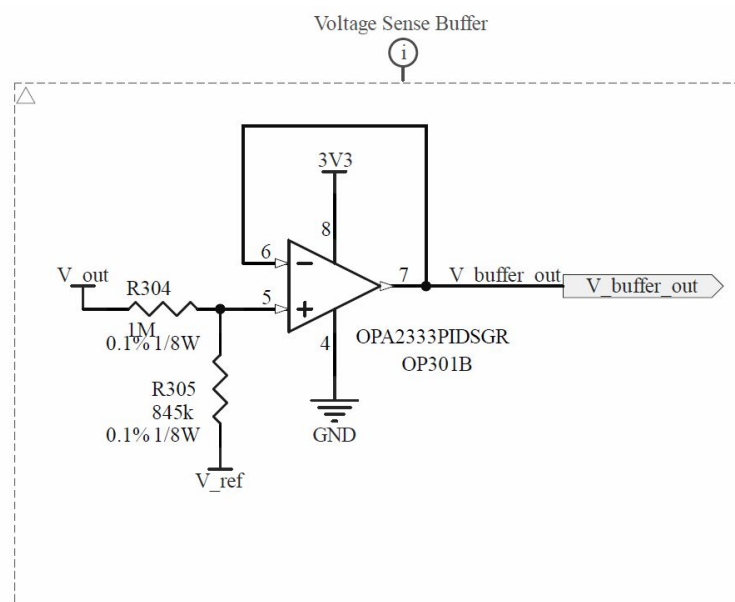 Voltage Sense Buffer
i
3V3
8
6
7
V_buffer_out
V_buffer_out
V_out
R304
5
1M
0.1% 1/8W
4
OPA2333PIDSGR
OP301B
R305
845k
0.1% 1/8W
GND
V_ref